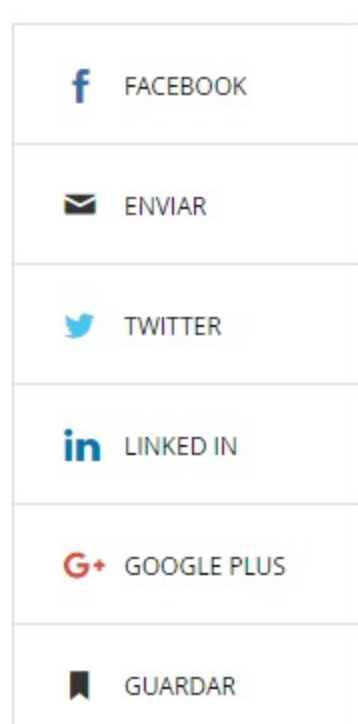 FACEBOOK
ENVIAR
TWITTER
LINKED IN
GOOGLE PLUS
GUARDAR